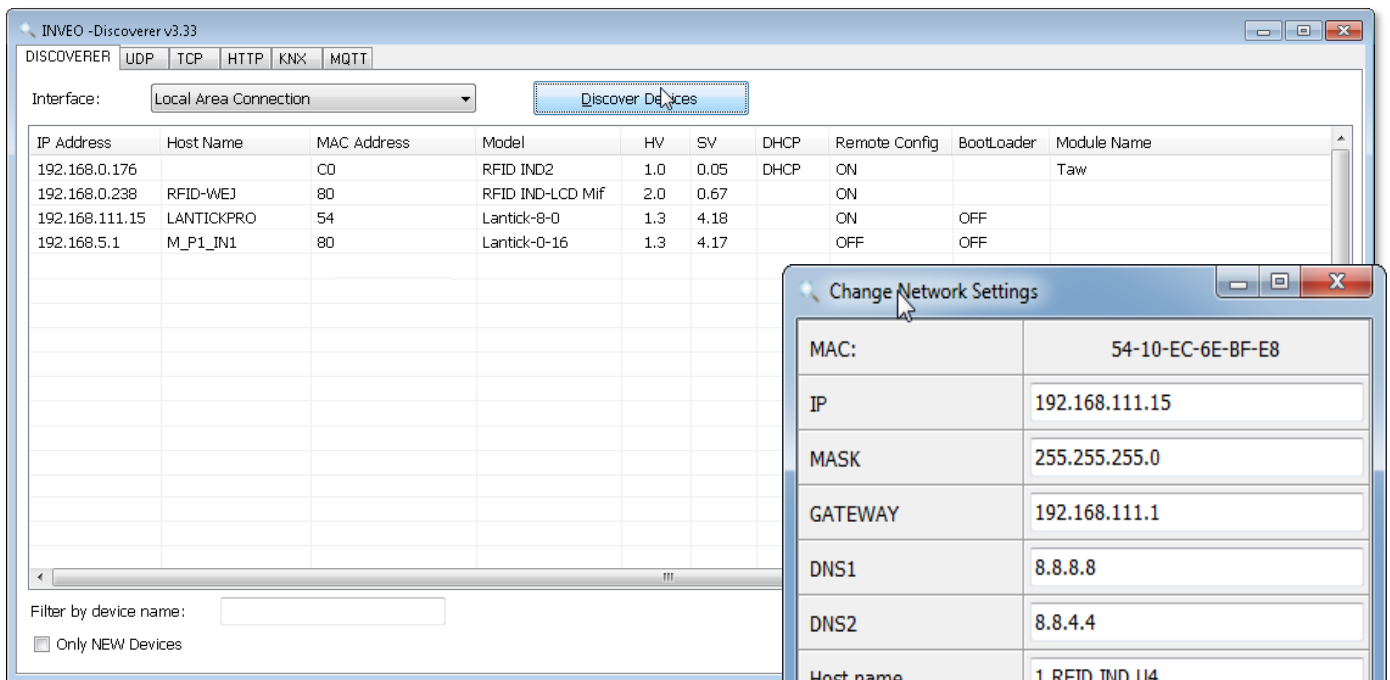 INVEO -Discoverer v3.33
DISCOVERER UDP TCP HTTP KNX MQTT
Interface: Local Area Connection Discover Devices
IP Address Host Name MAC Address Model HV SV DHCP Remote Config BootLoader Module Name
192.168.0.176 C0 RFID IND2 1.0 0.05 DHCP ON Taw
192.168.0.238 RFID-WEJ 80 RFID IND-LCD Mif 2.0 0.67 ON
192.168.111.15 LANTICKPRO 54 Lantick-8-0 1.3 4.18 ON OFF
192.168.5.1 M_P1_IN1 80 Lantick-0-16 1.3 4.17 OFF OFF
Filter by device name:
Only NEW Devices
Change Network Settings
MAC: 54-10-EC-6E-BF-E8
IP 192.168.111.15
MASK 255.255.255.0
GATEWAY 192.168.111.1
DNS1 8.8.8.8
DNS2 8.8.4.4
Host name 1 RFID IND U4